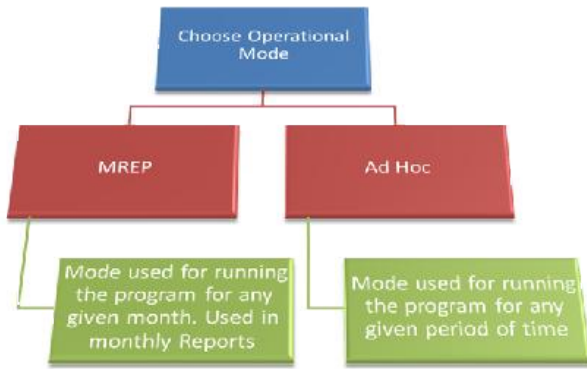 Choose Operational
Mode
MREP
Ad Hoc
Mode used for running
the program for any
given month. Used in
monthly Reports
Mode used for running
the program for any
given period of time